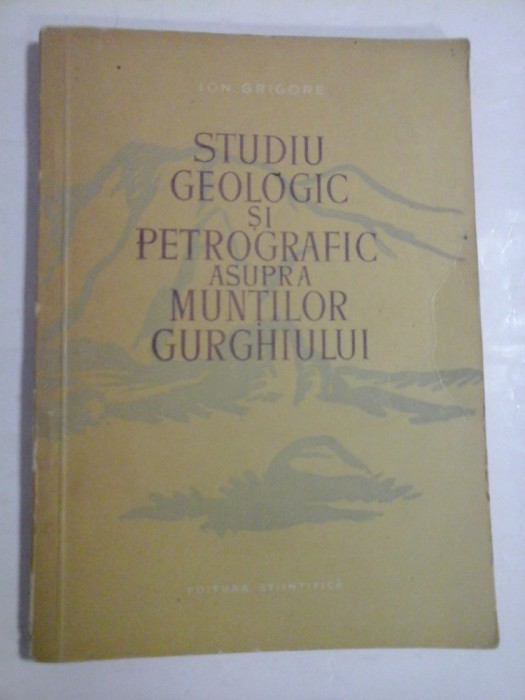 ION GRIGORE
STUDIU
GEOLOGIC
ȘI
PETROGRAFIC
ASUPRA
MUNȚILOR
GURGHIULUI
EDITURA ȘTIINȚIFICĂ